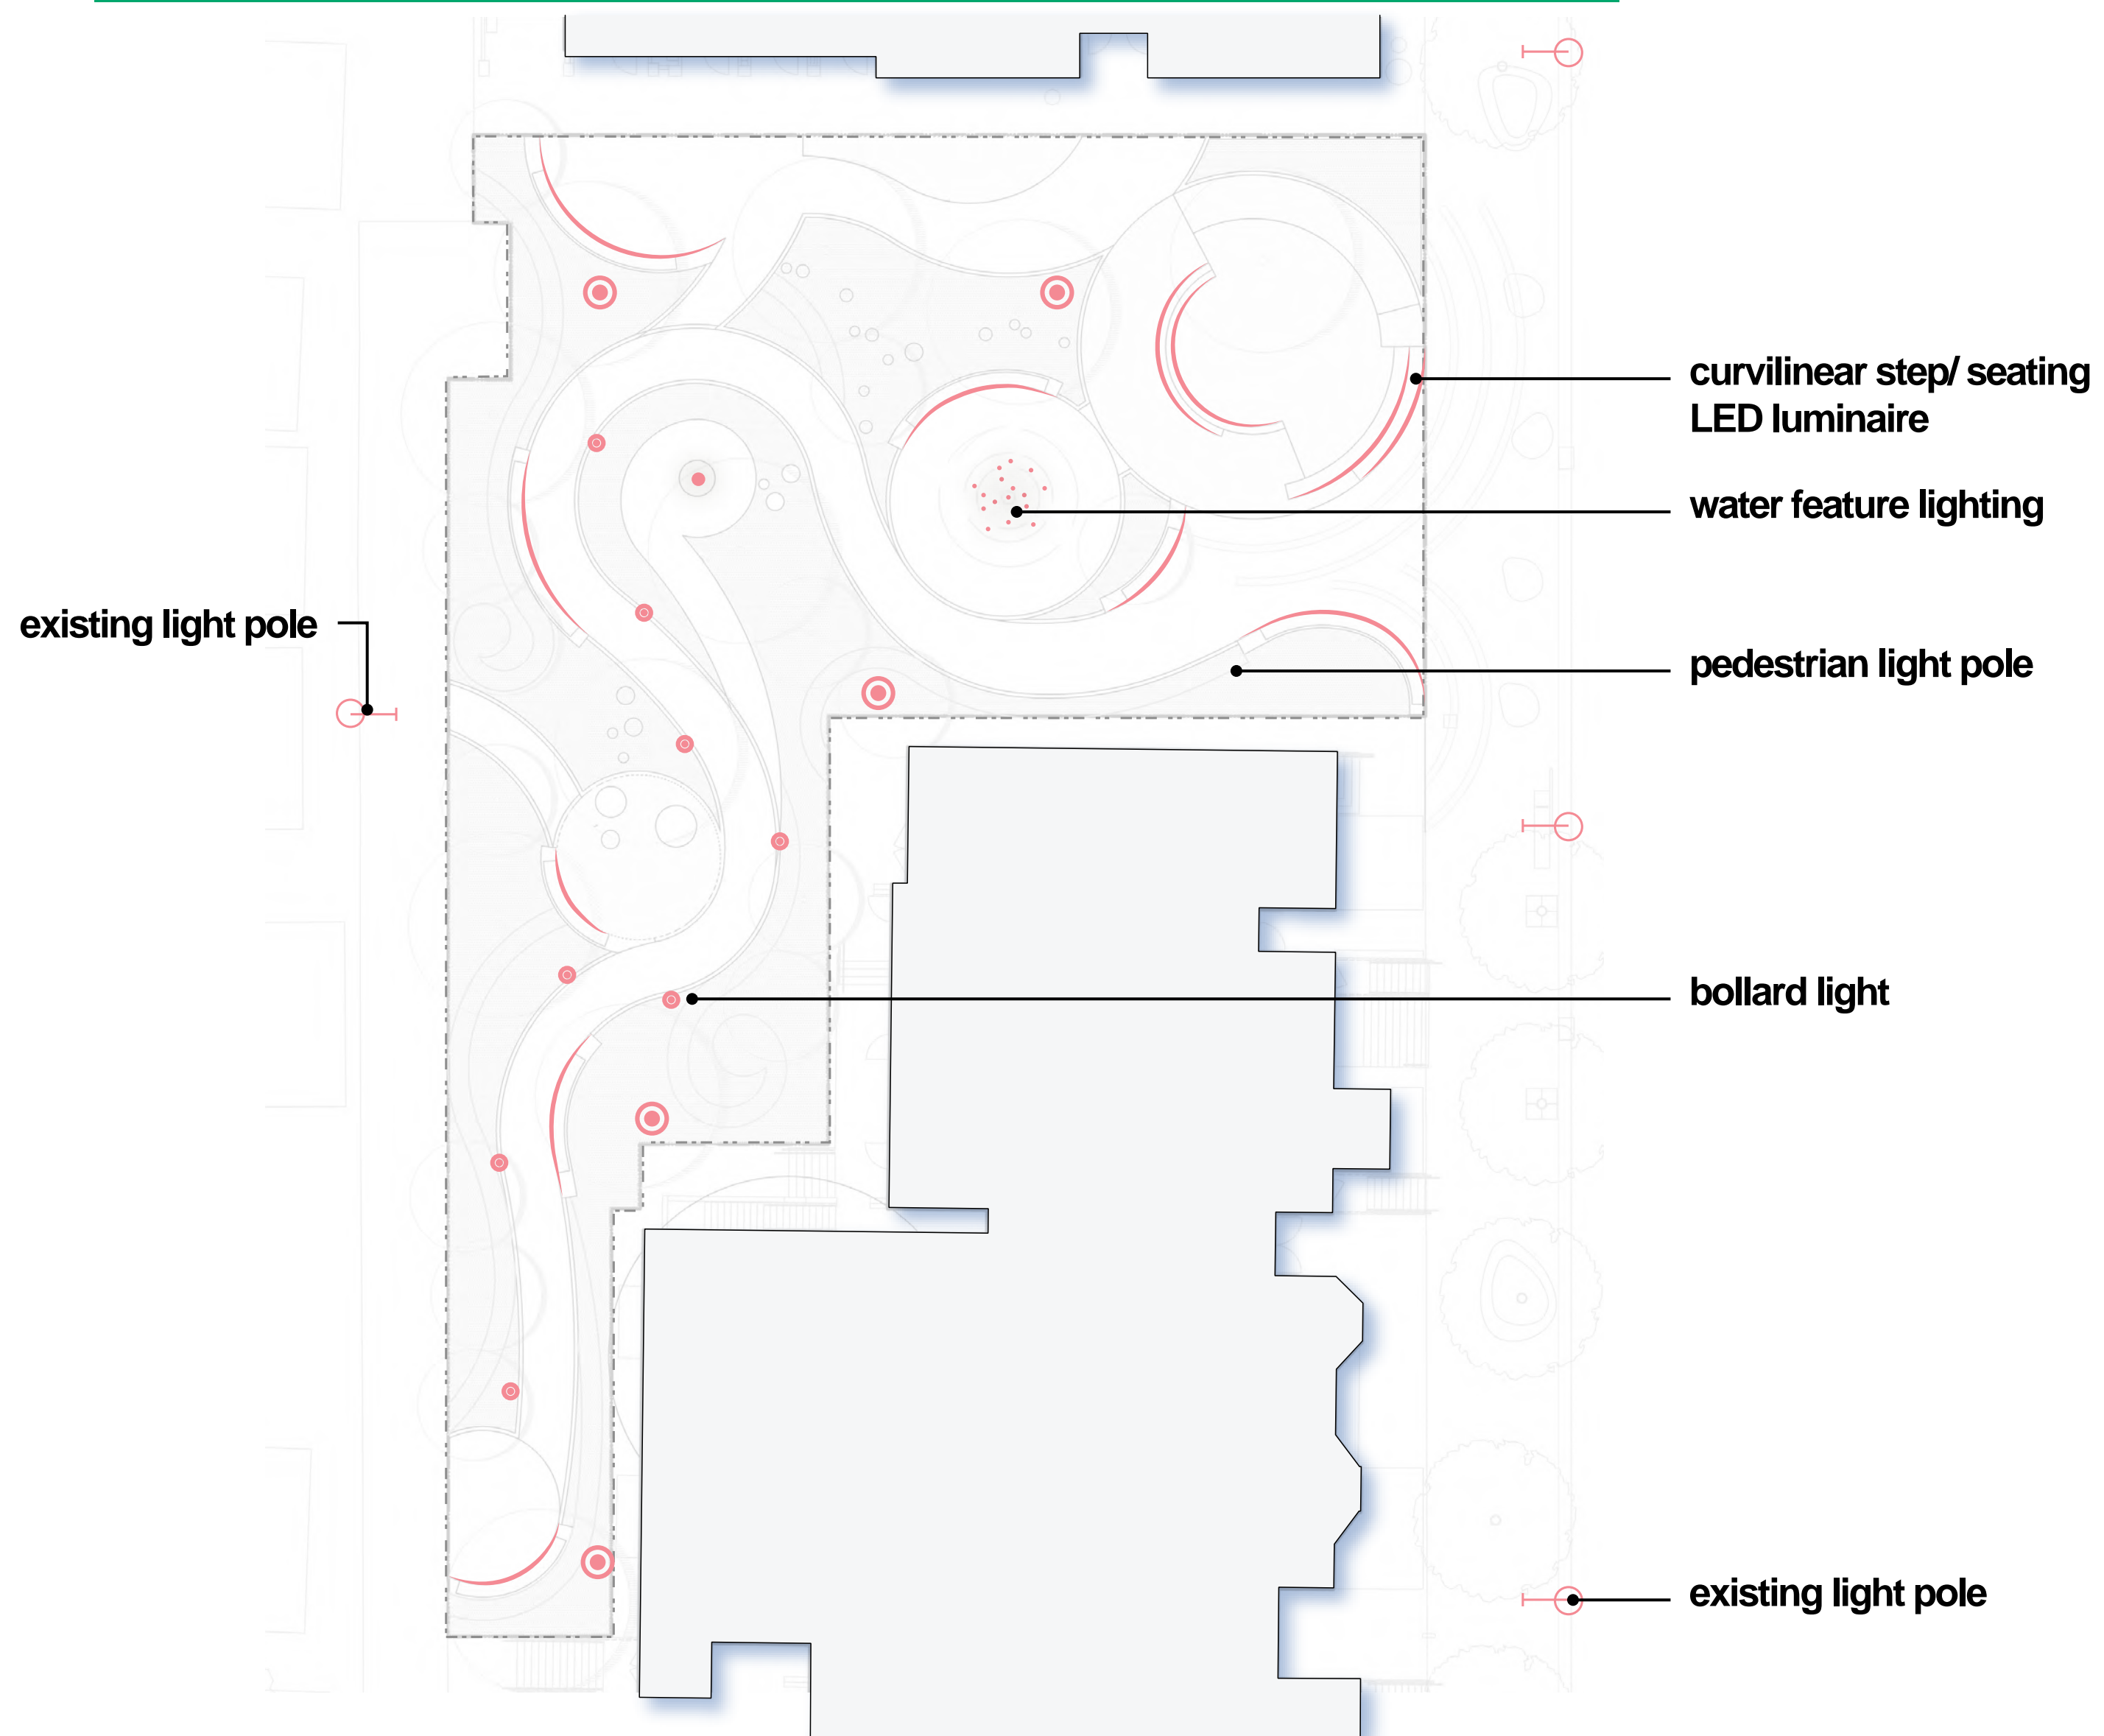 curvilinear step/ seating
LED luminaire
water feature lighting
existing light pole
pedestrian light pole
bollard light
existing light pole